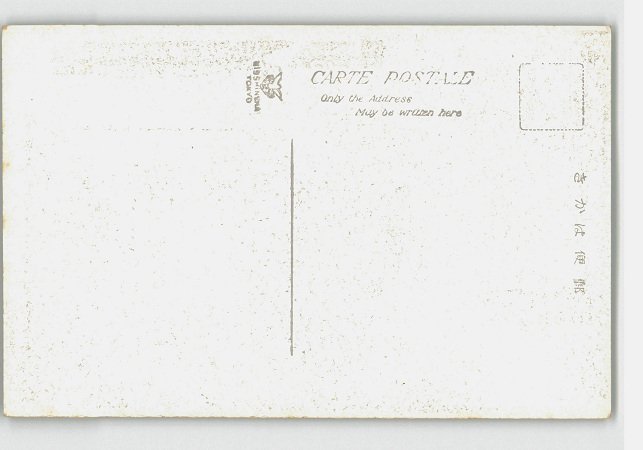 CARTE POSTALE
Only the Address
May be written here
TOKYO
きかは便郵